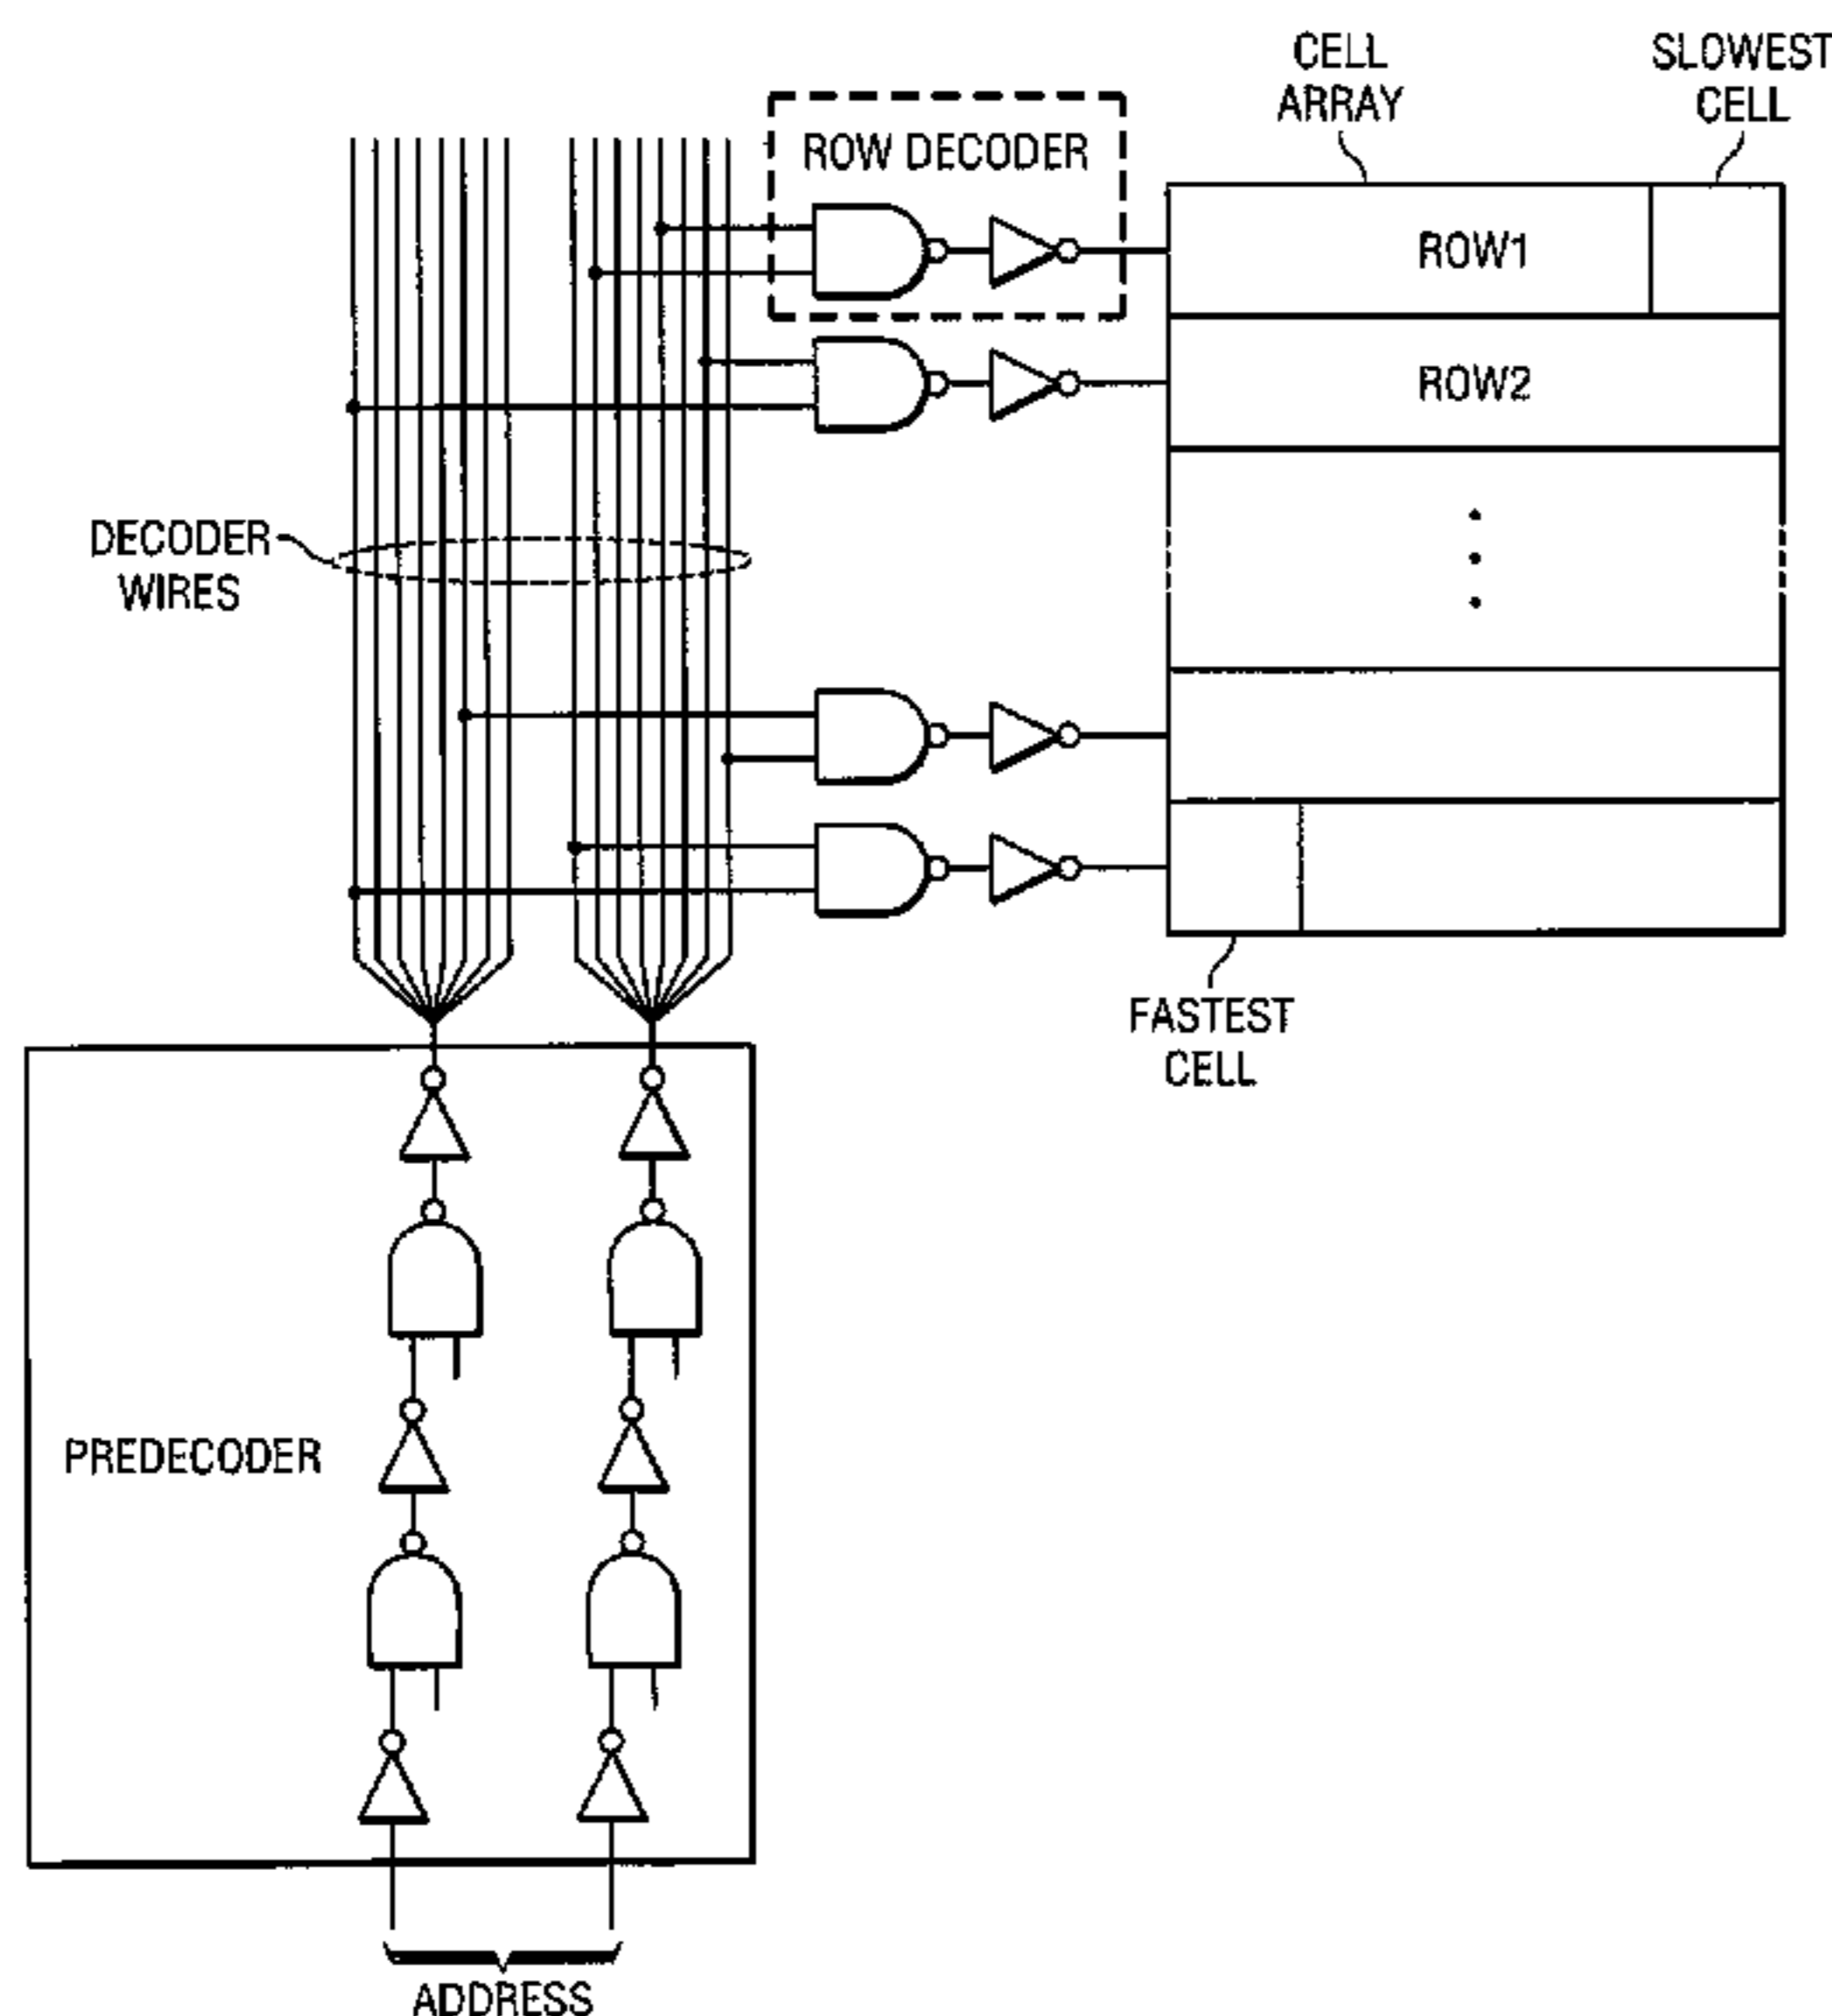 CELL
ARRAY
SLOWEST
CELL
ROW DECODER
ROW1
ROW2
DECODER
WIRES
FASTEST
CELL
PREDECODER
ADDRESS